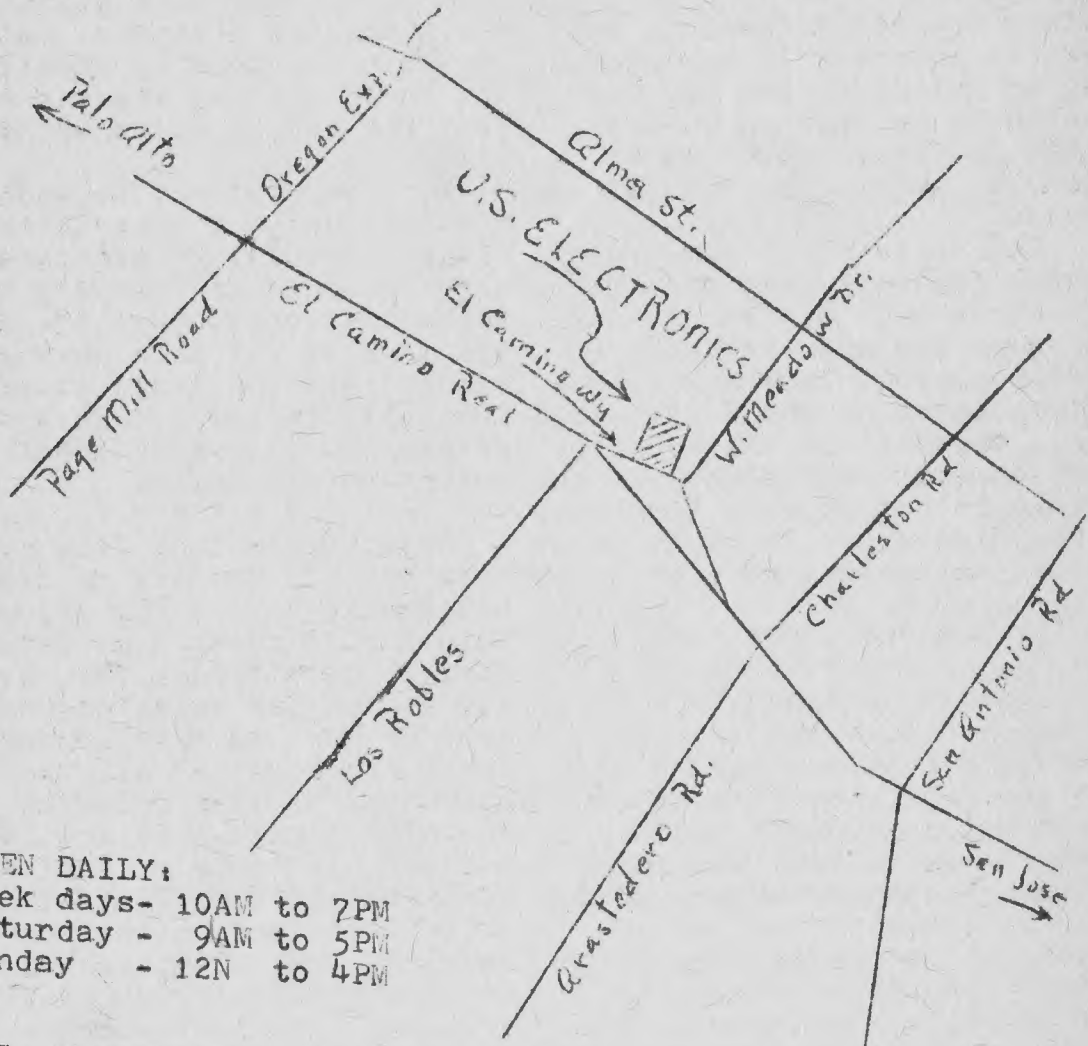 Palo Alto
Oregon Exp.
Alma St.
U.S. ELECTRONICS
El Camino Wy
El Camino Real
Page Mill Road
W. Meadow Dr.
Charleston Rd
San Antonio Rd
Los Robles
Arastedero Rd.
San Jose
EN DAILY:
ek days- 10AM to 7PM
turday - 9AM to 5PM
nday - 12N to 4PM